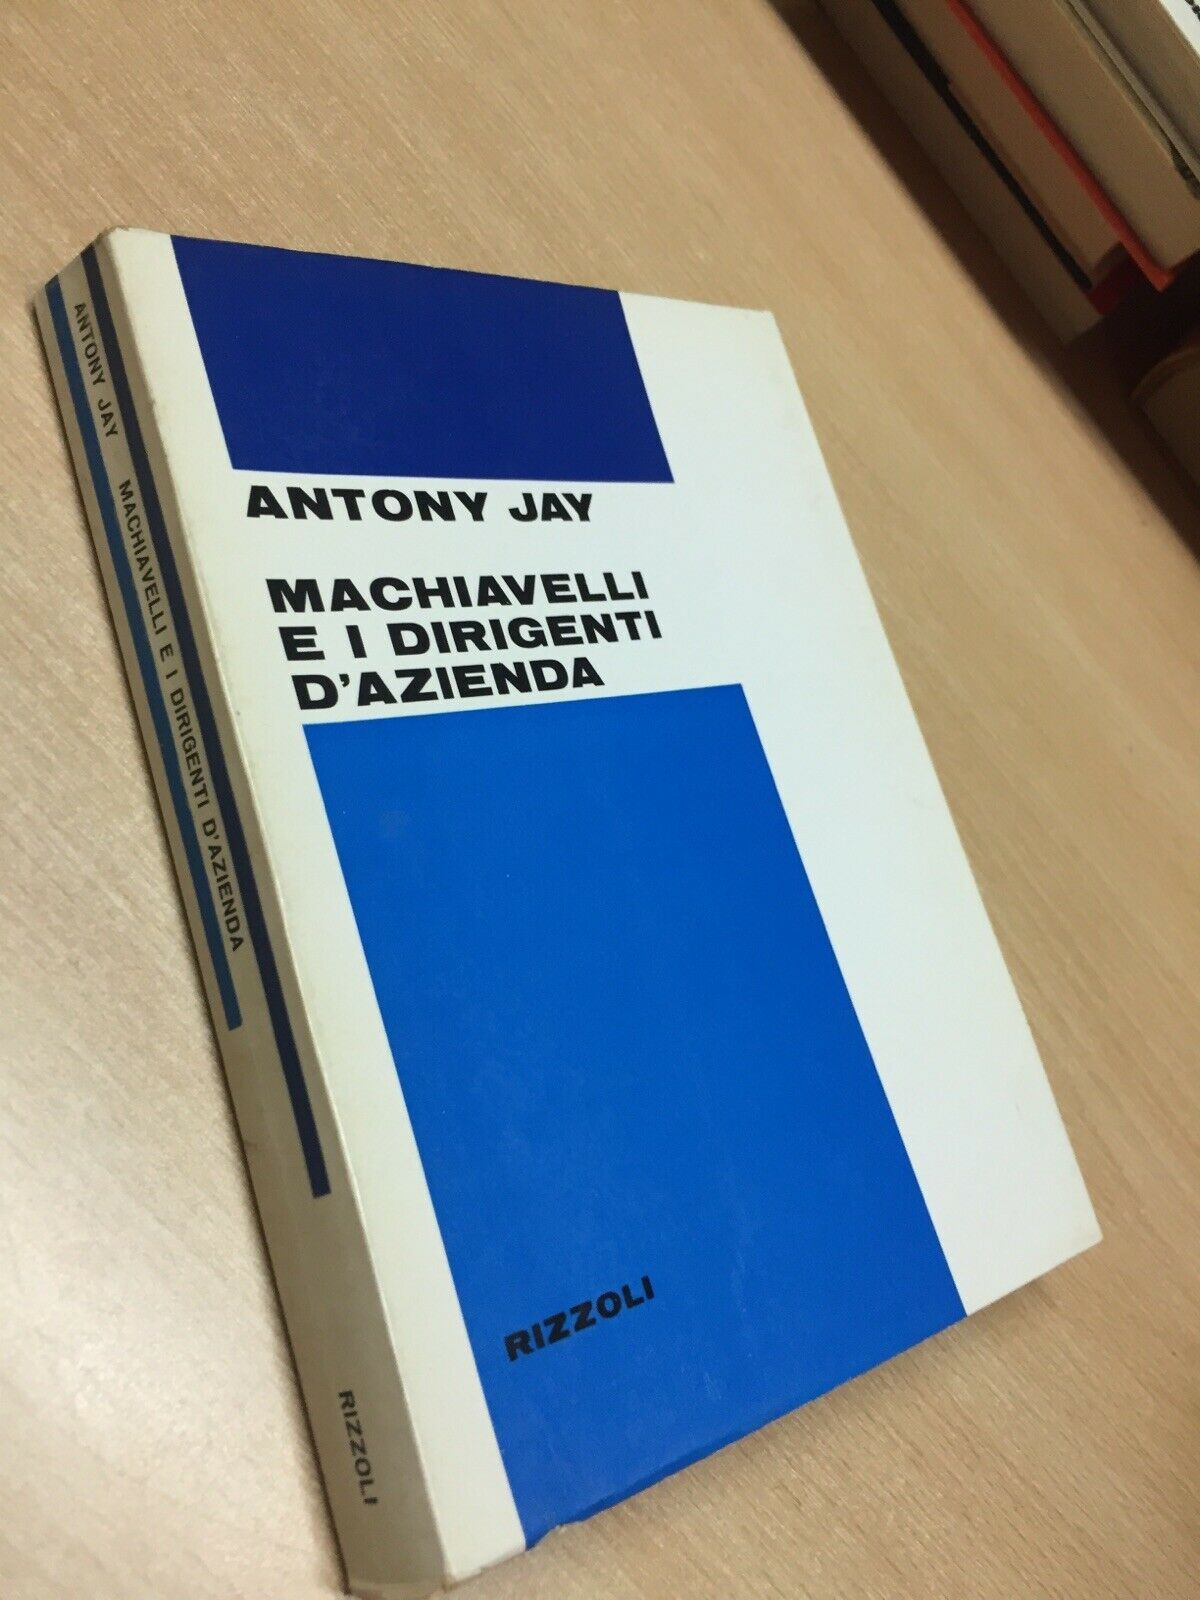 ANTONY JAY
MACHIAVELLI
E I DIRIGENTI
D'AZIENDA
RIZZOLI
ANTONY JAY MACHIAVELLI E I DIRIGENTI D'AZIENDA
RIZZOLI